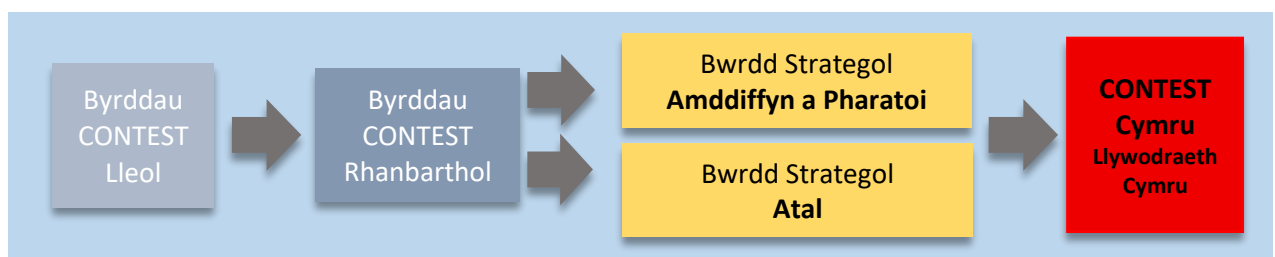 Byrddau
CONTEST
Lleol
Byrddau
CONTEST
Rhanbarthol
Bwrdd Strategol
Amddiffyn a Pharatoi
Bwrdd Strategol
Atal
CONTEST
Cymru
Llywodraeth
Cymru